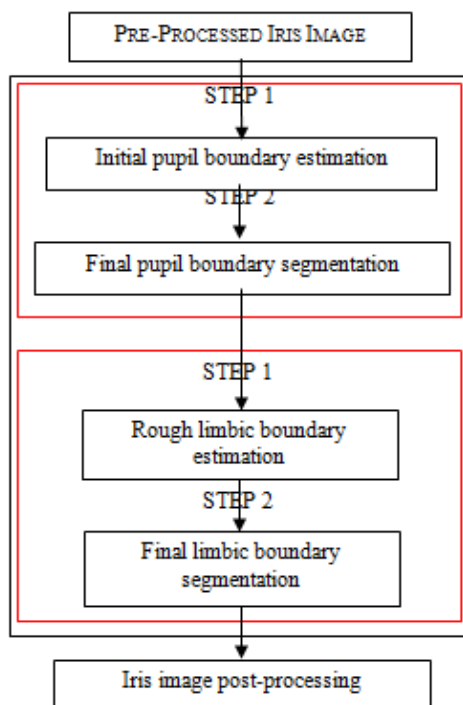 PRE-PROCESSED IRIS IMAGE
STEP 1
Initial pupil boundary estimation
STEP 2
Final pupil boundary segmentation
STEP 1
Rough limbic boundary
estimation
STEP 2
Final limbic boundary
segmentation
Iris image post-processing